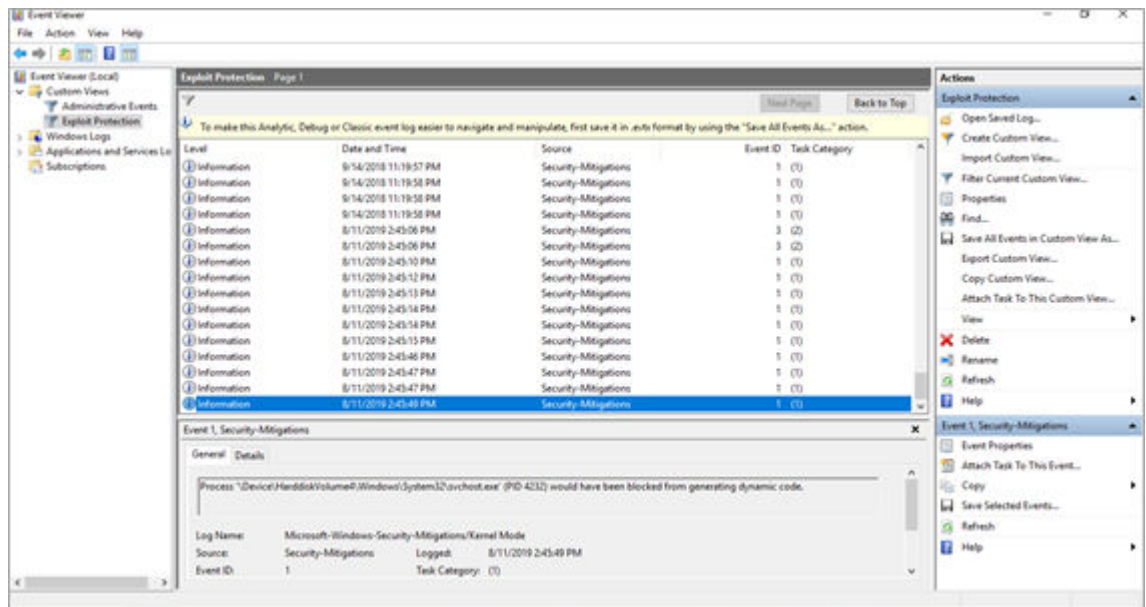 Event Viewer
File Action View Help
Event Viewer (Local)
Custom Views
Administrative Events
Exploit Protection
Windows Logs
Applications and Services Lo
Subscriptions
Exploit Protection Page 1
Next Page Back to Top
To make this Analytic, Debug or Classic event log easier to navigate and manipulate, first save it in .evtx format by using the "Save All Events As..." action.
Level Date and Time Source Event ID Task Category
Information 9/14/2018 11:19:57 PM Security-Mitigations 1 (1)
Information 9/14/2018 11:19:58 PM Security-Mitigations 1 (1)
Information 9/14/2018 11:19:58 PM Security-Mitigations 1 (1)
Information 9/14/2018 11:19:58 PM Security-Mitigations 1 (1)
Information 8/11/2019 2:45:06 PM Security-Mitigations 3 (2)
Information 8/11/2019 2:45:06 PM Security-Mitigations 3 (2)
Information 8/11/2019 2:45:10 PM Security-Mitigations 1 (1)
Information 8/11/2019 2:45:12 PM Security-Mitigations 1 (1)
Information 8/11/2019 2:45:13 PM Security-Mitigations 1 (1)
Information 8/11/2019 2:45:14 PM Security-Mitigations 1 (1)
Information 8/11/2019 2:45:14 PM Security-Mitigations 1 (1)
Information 8/11/2019 2:45:15 PM Security-Mitigations 1 (1)
Information 8/11/2019 2:45:46 PM Security-Mitigations 1 (1)
Information 8/11/2019 2:45:47 PM Security-Mitigations 1 (1)
Information 8/11/2019 2:45:47 PM Security-Mitigations 1 (1)
Information 8/11/2019 2:45:49 PM Security-Mitigations 1 (1)
Event 1, Security-Mitigations
General Details
Process '\Device\HarddiskVolume4\Windows\System32\svchost.exe' (PID 4232) would have been blocked from generating dynamic code.
Log Name: Microsoft-Windows-Security-Mitigations/Kernel Mode
Source: Security-Mitigations Logged: 8/11/2019 2:45:49 PM
Event ID: 1 Task Category: (1)
Actions
Exploit Protection
Open Saved Log...
Create Custom View...
Import Custom View...
Filter Current Custom View...
Properties
Find...
Save All Events in Custom View As...
Export Custom View...
Copy Custom View...
Attach Task To This Custom View...
View
Delete
Rename
Refresh
Help
Event 1, Security-Mitigations
Event Properties
Attach Task To This Event...
Copy
Save Selected Events...
Refresh
Help